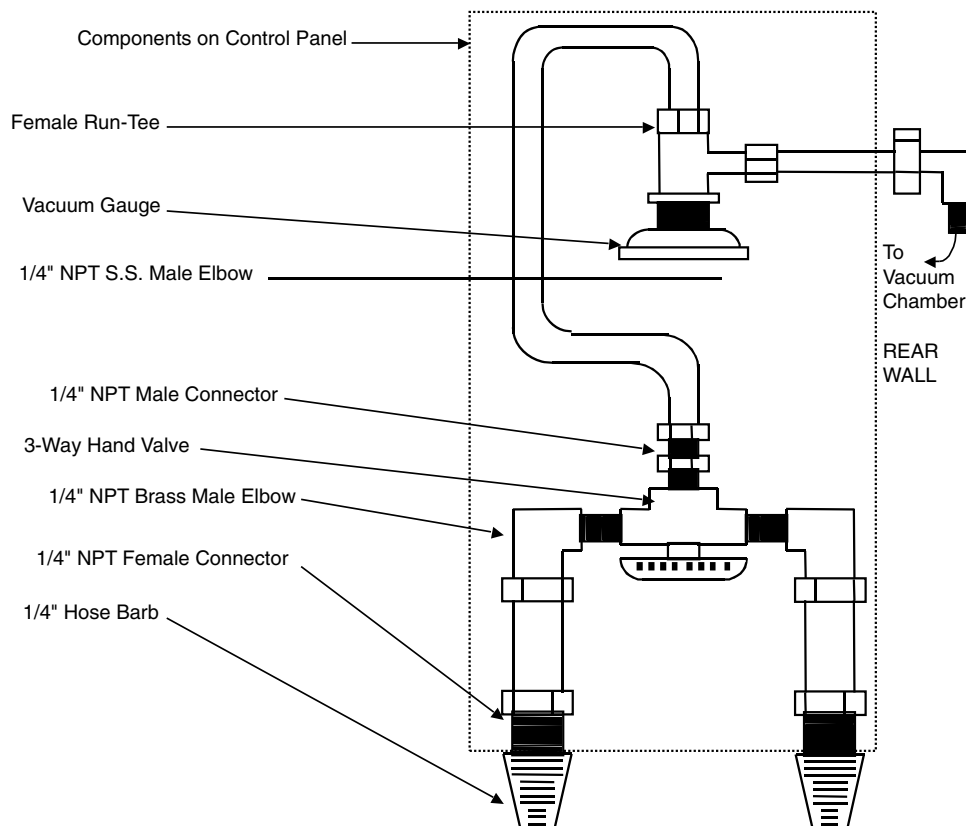 Components on Control Panel
Female Run-Tee
Vacuum Gauge
1/4" NPT S.S. Male Elbow
To
Vacuum
Chamber
REAR
WALL
1/4" NPT Male Connector
3-Way Hand Valve
1/4" NPT Brass Male Elbow
1/4" NPT Female Connector
1/4" Hose Barb